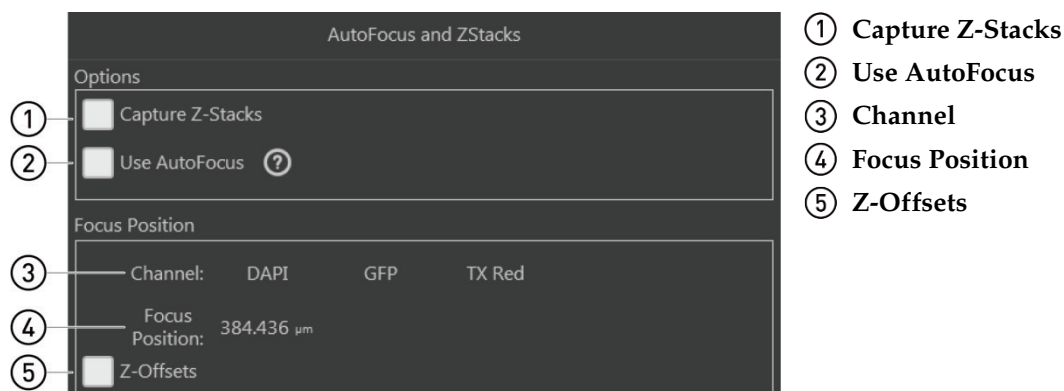 AutoFocus and ZStacks
Options
① Capture Z-Stacks
② Use AutoFocus ?
Focus Position
③ Channel: DAPI GFP TX Red
④ Focus Position: 384.436 µm
⑤ Z-Offsets
① Capture Z-Stacks
② Use AutoFocus
③ Channel
④ Focus Position
⑤ Z-Offsets